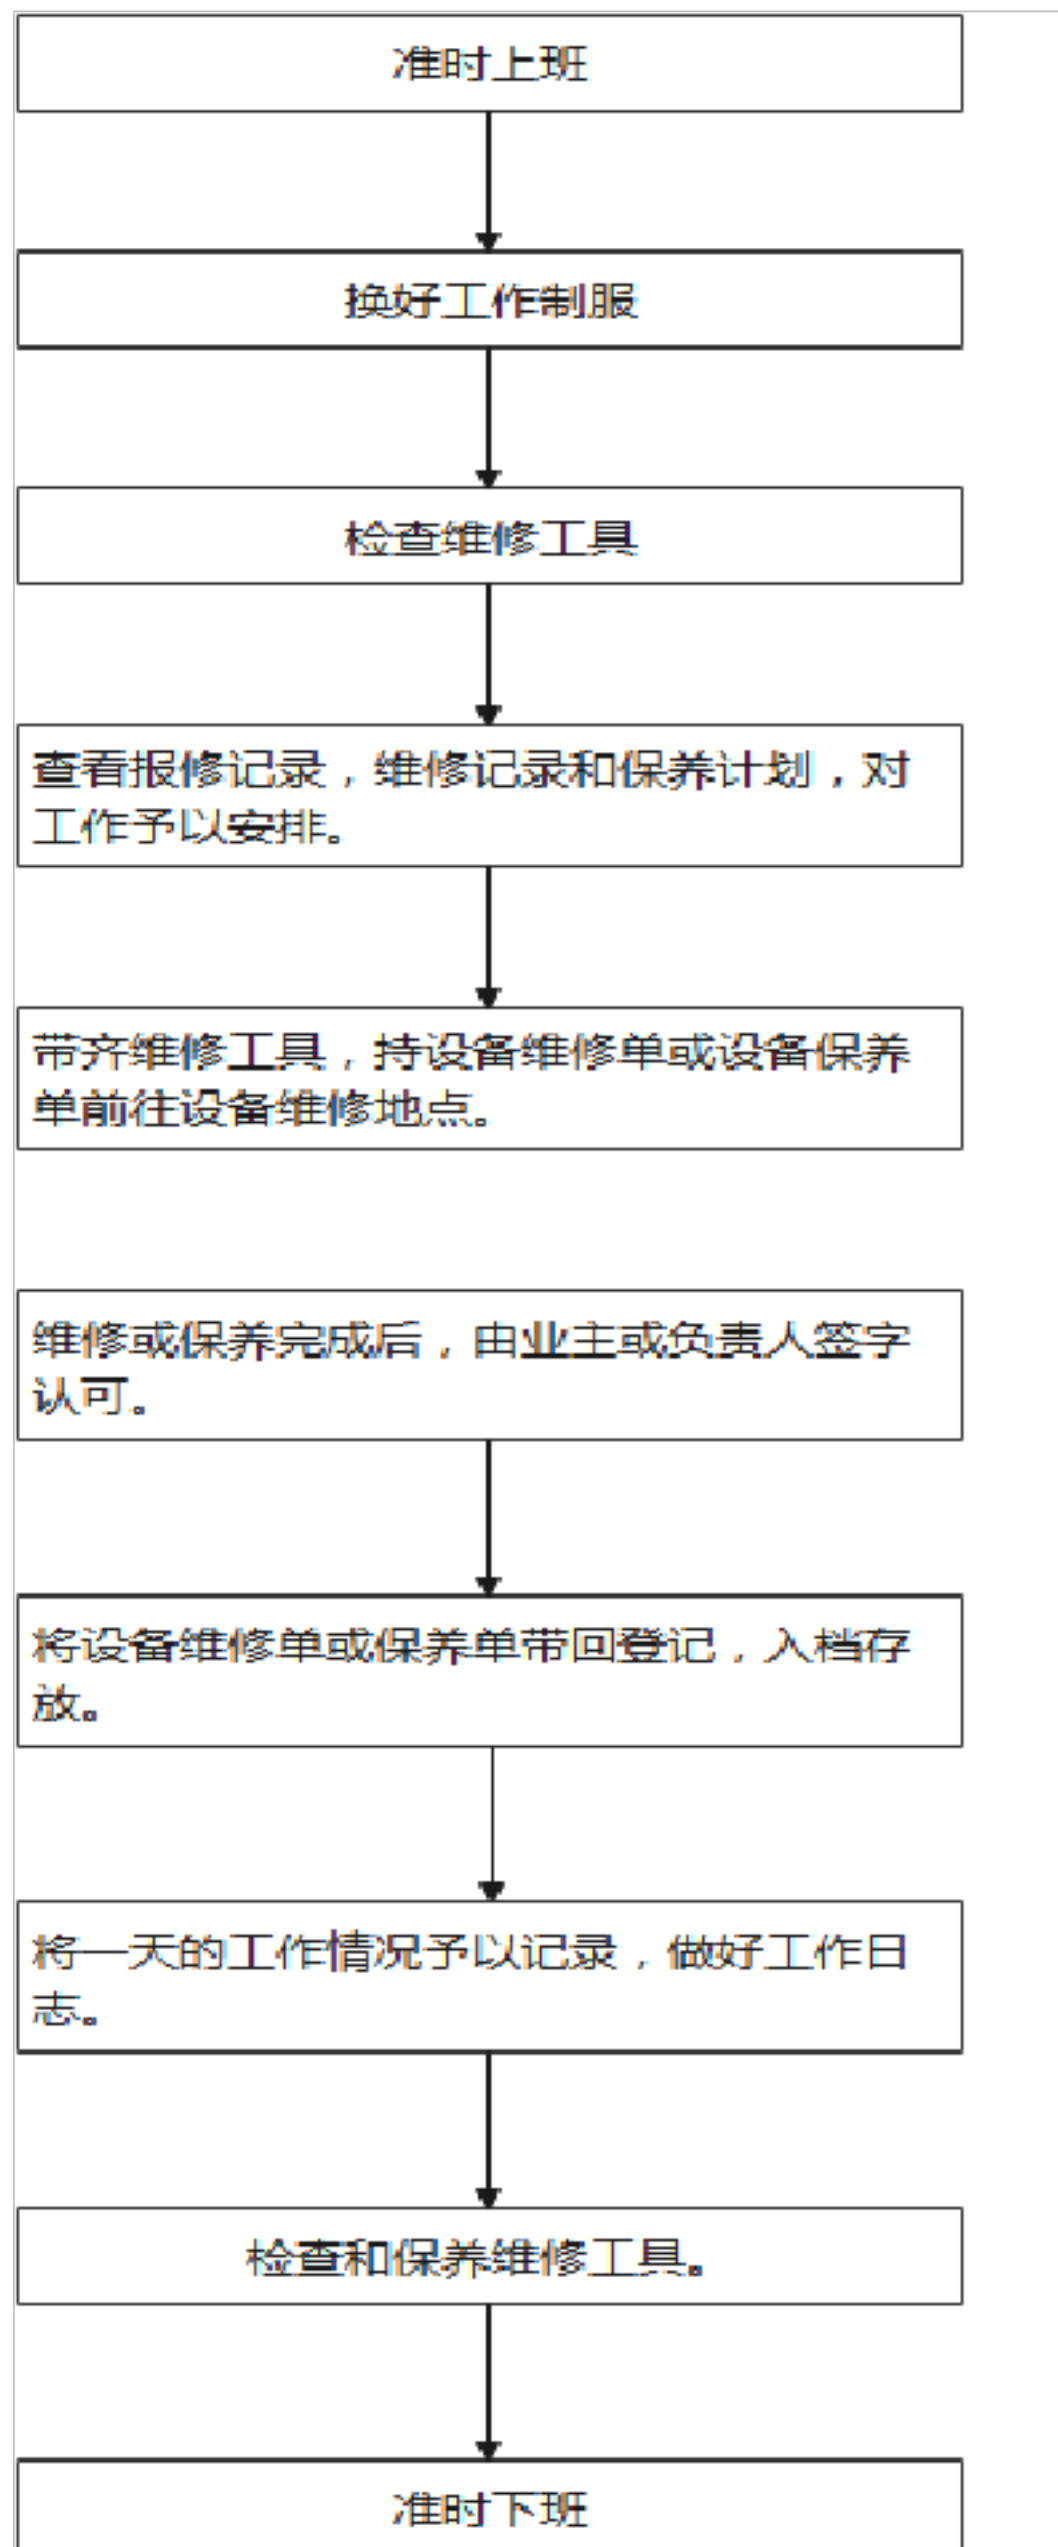 准时上班
换好工作制服
检查维修工具
查看报修记录，维修记录和保养计划，对
工作予以安排。
带齐维修工具，持设备维修单或设备保养
单前往设备维修地点。
维修或保养完成后，由业主或负责人签字
认可。
将设备维修单或保养单带回登记，入档存
放。
将一天的工作情况予以记录，做好工作日
志。
检查和保养维修工具。
准时下班